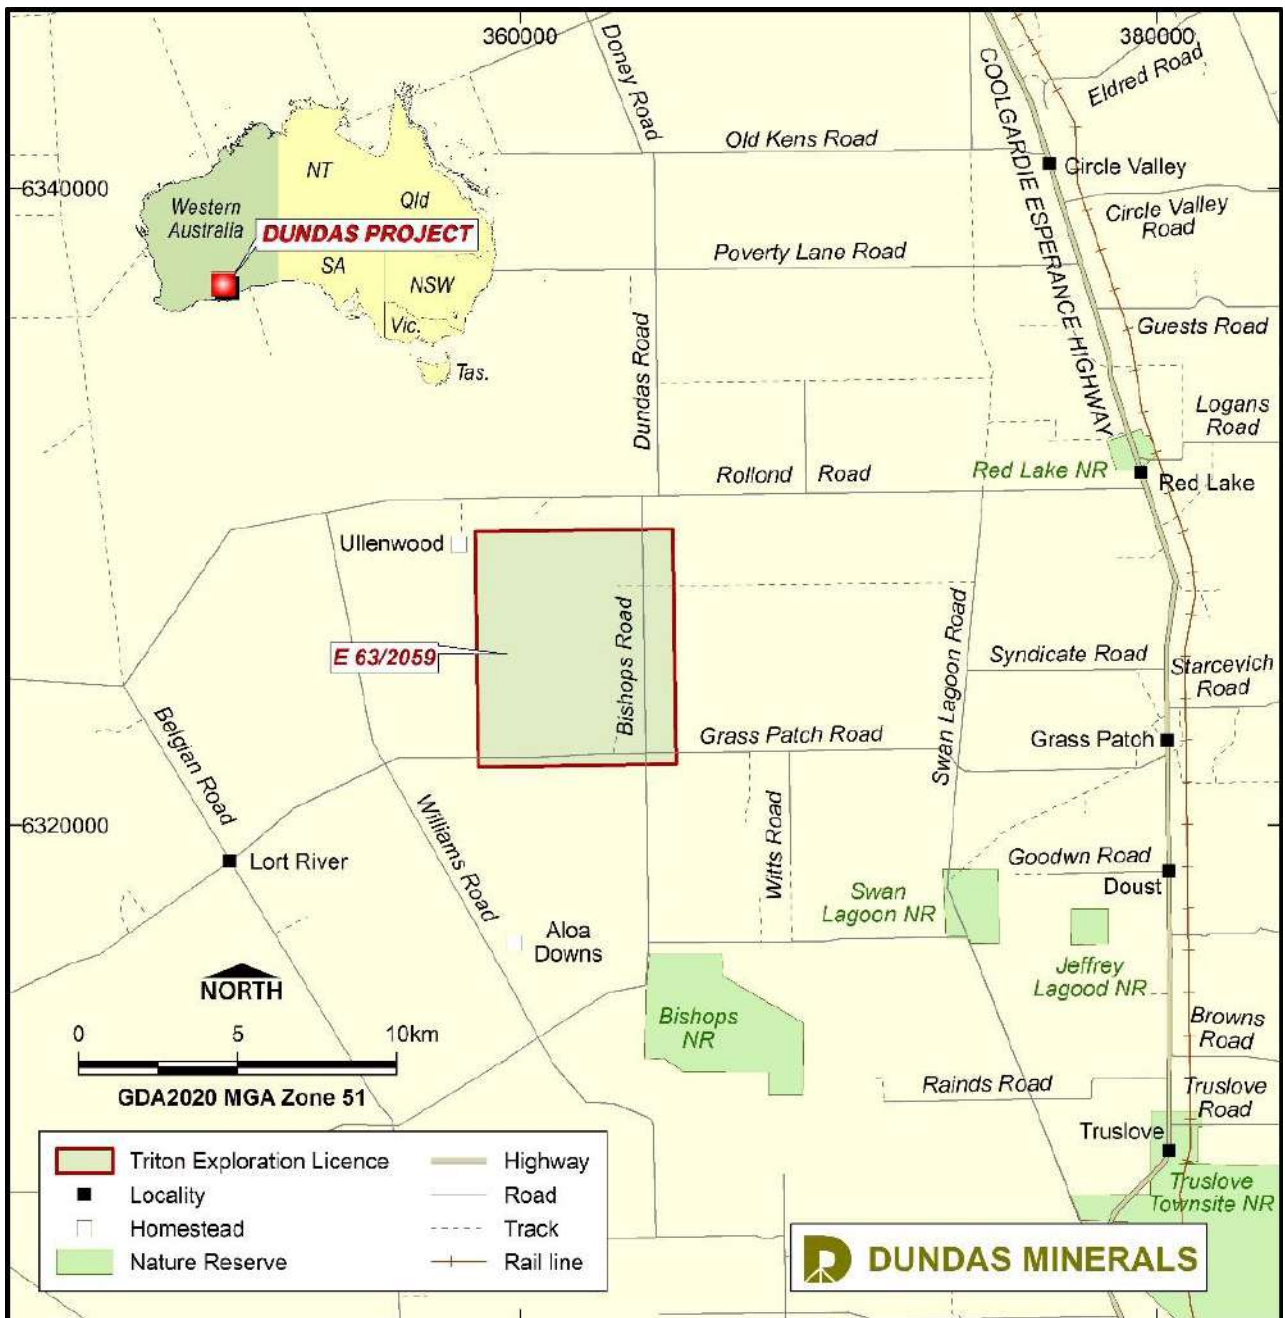 360000
380000
Doney Road
COOLGARDIE ESPERANCE HIGHWAY
Eldred Road
Old Kens Road
Circle Valley
6340000
NT
Qld
Western
Australia
DUNDAS PROJECT
SA
NSW
Vic.
Tas.
Circle Valley
Road
Poverty Lane Road
Guests Road
Dundas Road
Logans
Road
Rollond Road
Red Lake NR
Red Lake
Ullenwood
E 63/2059
Bishops Road
Swan Lagoon Road
Syndicate Road
Starcevich
Road
Belgian Road
Grass Patch Road
Grass Patch
6320000
Williams Road
Witts Road
Lort River
Goodwn Road
Doust
Swan
Lagoon NR
Aloa
Downs
Jeffrey
Lagood NR
NORTH
Bishops
NR
Browns
Road
0 5 10km
GDA2020 MGA Zone 51
Rainds Road
Truslove
Road
Truslove
Truslove
Townsite NR
Triton Exploration Licence
Locality
Homestead
Nature Reserve
Highway
Road
Track
Rail line
DUNDAS MINERALS